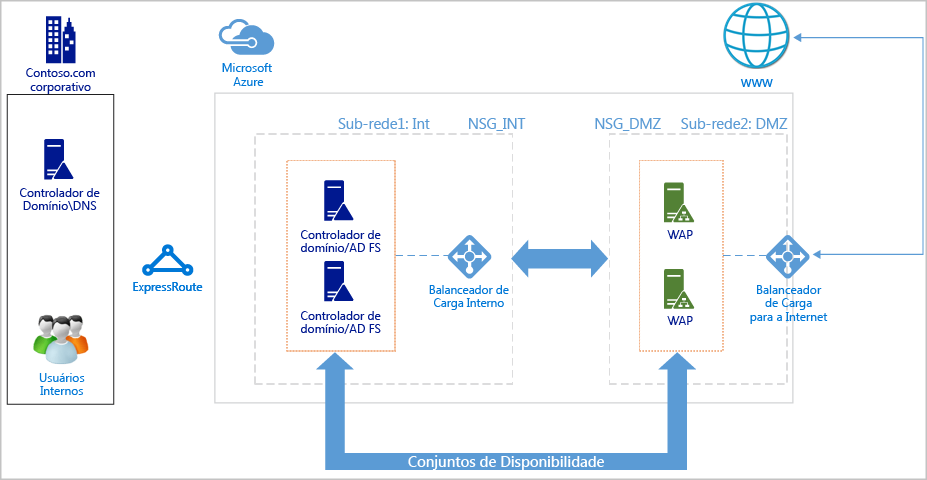 Contoso.com
corporativo
Controlador de
Domínio\DNS
ExpressRoute
Usuários
Internos
Microsoft
Azure
Sub-rede1: Int
NSG_INT
Controlador de
domínio/AD FS
Controlador de
domínio/AD FS
Balanceador de
Carga Interno
NSG_DMZ
Sub-rede2: DMZ
WAP
WAP
Balanceador
de Carga
para a Internet
WWW
Conjuntos de Disponibilidade